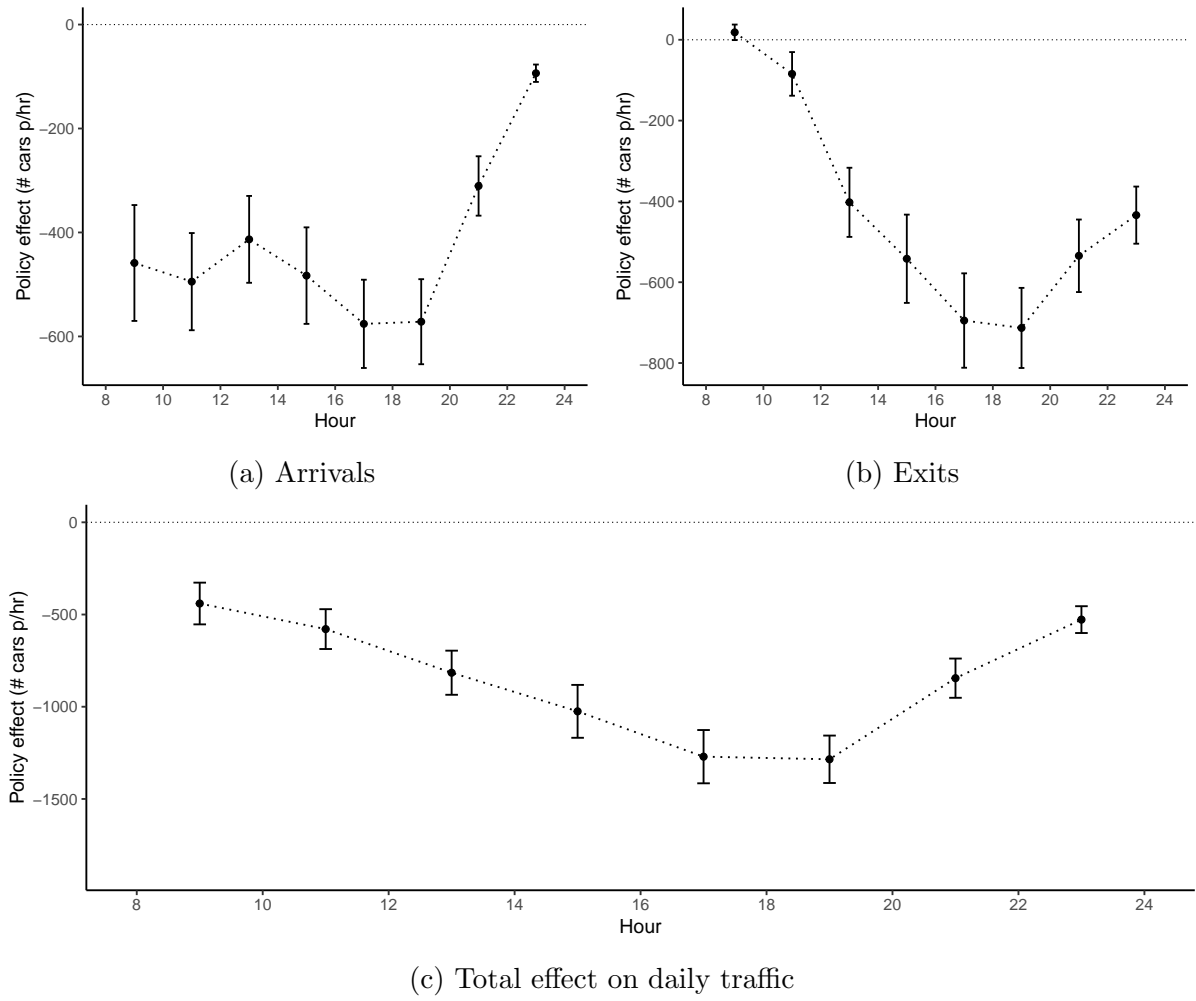 Policy effect (# cars p/hr)
0
−200
−400
−600
8 10 12 14 16 18 20 22 24
Hour
(a) Arrivals
Policy effect (# cars p/hr)
0
−200
−400
−600
−800
8 10 12 14 16 18 20 22 24
Hour
(b) Exits
Policy effect (# cars p/hr)
0
−500
−1000
−1500
8 10 12 14 16 18 20 22 24
Hour
(c) Total effect on daily traffic